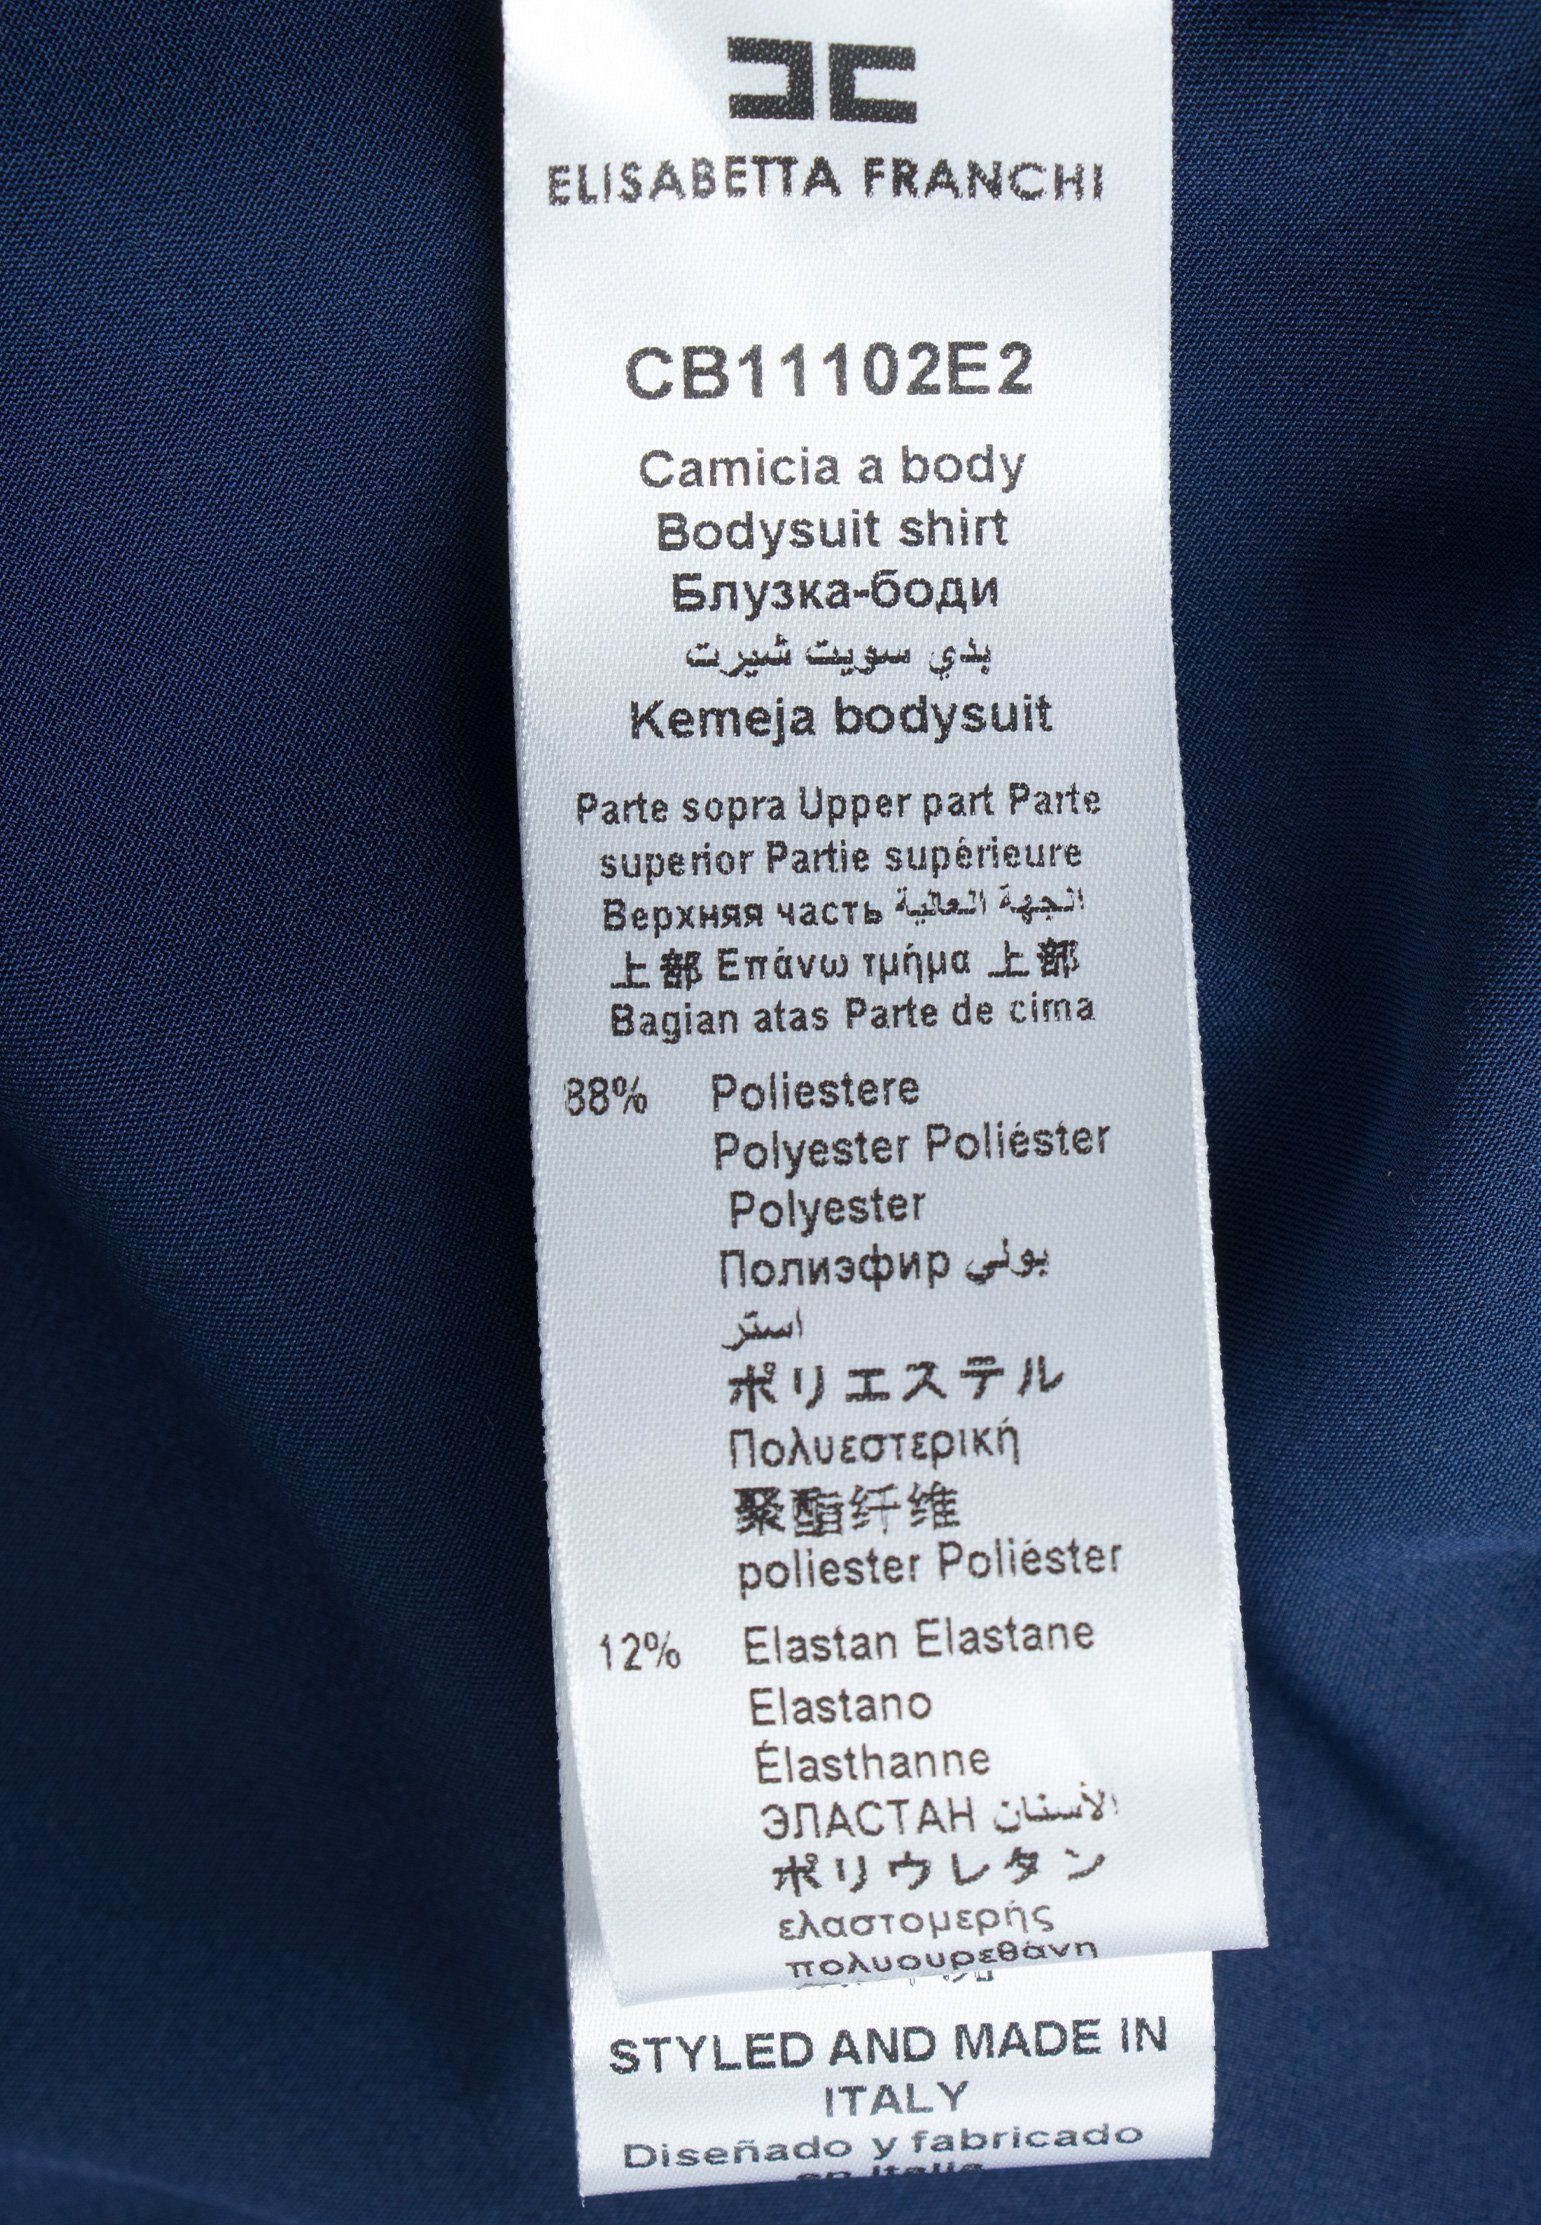 ELISABETTA FRANCHI
CB11102E2
Camicia a body
Bodysuit shirt
Блузка-боди
بدي سويت شيرت
Kemeja bodysuit
Parte sopra Upper part Parte
superior Partie supérieure
Верхняя часть الجهة العالية
上部 Επάνω τμήμα 上部
Bagian atas Parte de cima
88% Poliestere
Polyester Poliéster
Polyester
Полиэфир بولي
استر
ポリエステル
Πολυεστερική
聚酯纤维
poliester Poliéster
12% Elastan Elastane
Elastano
Élasthanne
ЭЛАСТАН الأستان
ポリウレタン
ελαστομερής
πολυουρεθάνη
STYLED AND MADE IN
ITALY
Diseñado y fabricado
en Italia